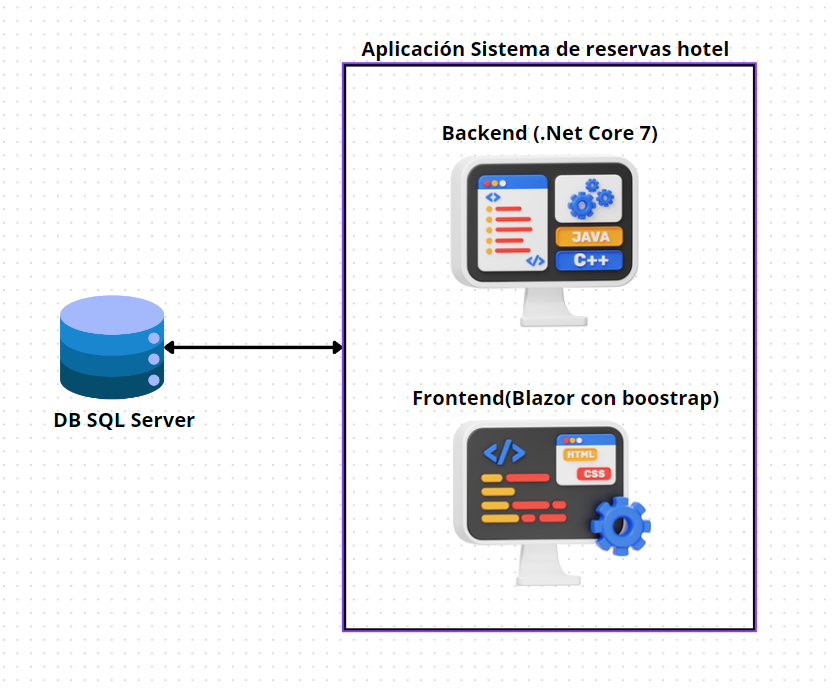 Aplicación Sistema de reservas hotel
Backend (.Net Core 7)
<>
JAVA
</>
C++
DB SQL Server
Frontend(Blazor con boostrap)
</>
HTML
CSS